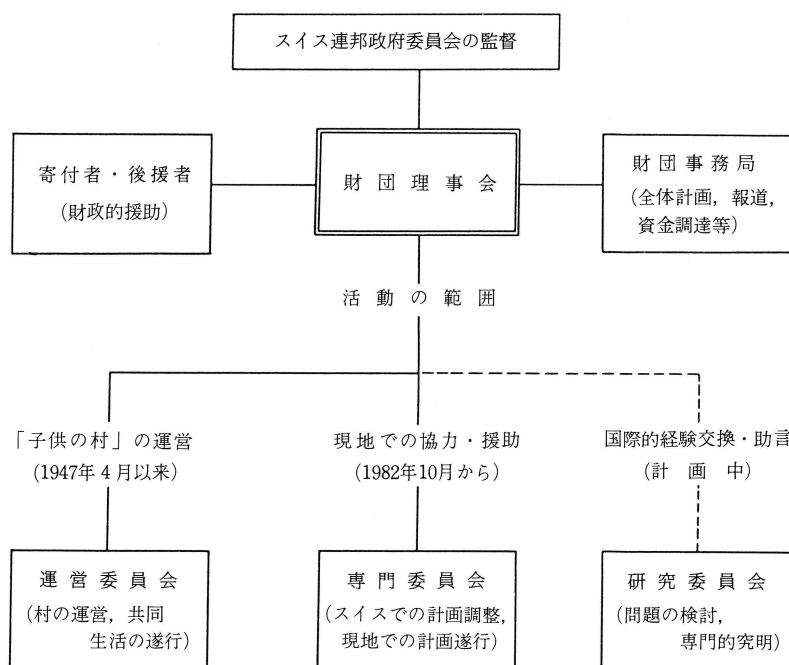 スイス連邦政府委員会の監督
寄付者・後援者
(財政的援助)
財団理事会
財団事務局
(全体計画，報道，
資金調達等)
活動の範囲
「子供の村」の運営
(1947年4月以来)
現地での協力・援助
(1982年10月から)
国際的経験交換・助言
(計画中)
運営委員会
(村の運営，共同
生活の遂行)
専門委員会
(スイスでの計画調整，
現地での計画遂行)
研究委員会
(問題の検討，
専門的究明)